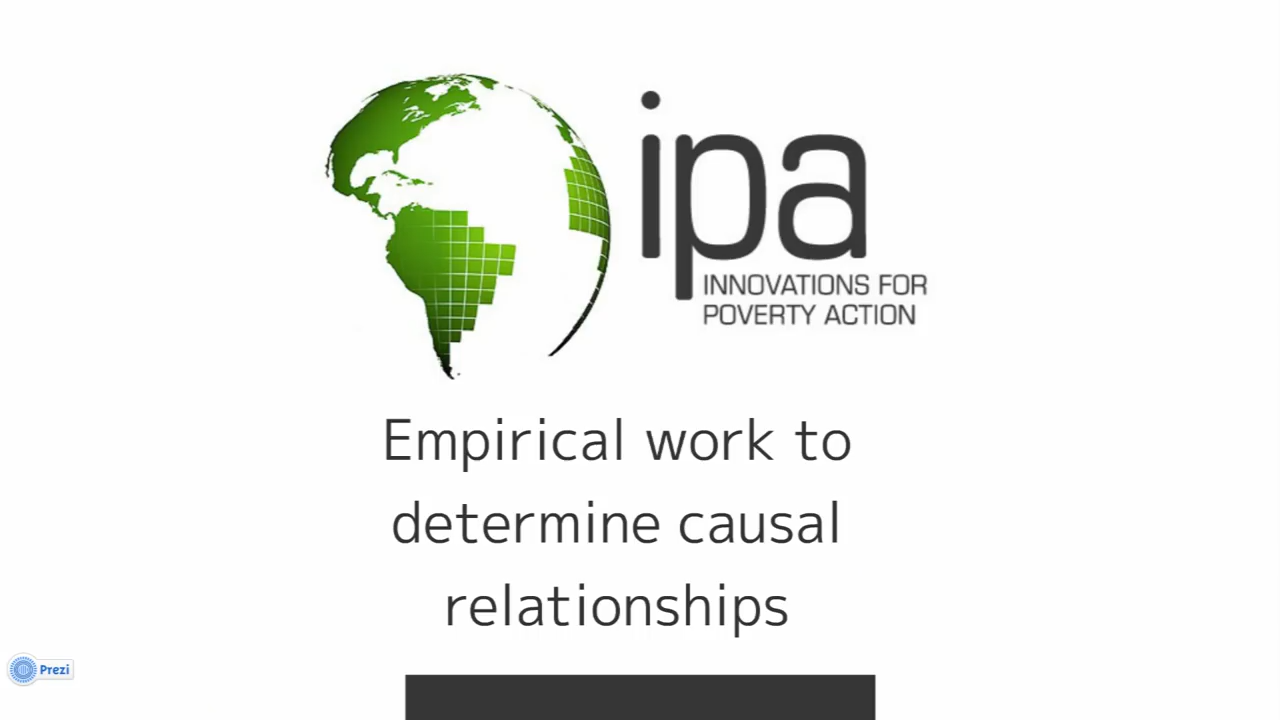 ipa
INNOVATIONS FOR
POVERTY ACTION
Empirical work to
determine causal
relationships
Prezi